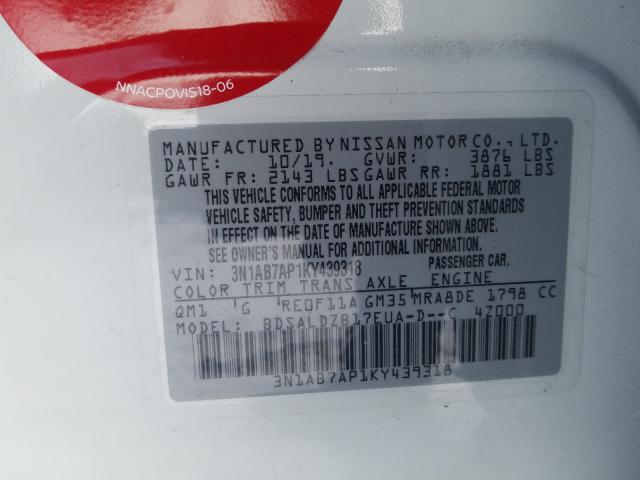 NNACPOVIS18-06
MANUFACTURED BY NISSAN MOTOR CO., LTD.
DATE: 10/19. GVWR: 3876 LBS
GAWR FR: 2143 LBS GAWR RR: 1881 LBS
THIS VEHICLE CONFORMS TO ALL APPLICABLE FEDERAL MOTOR
VEHICLE SAFETY, BUMPER AND THEFT PREVENTION STANDARDS
IN EFFECT ON THE DATE OF MANUFACTURE SHOWN ABOVE.
SEE OWNER'S MANUAL FOR ADDITIONAL INFORMATION.
VIN: 3N1AB7AP1KY439318 PASSENGER CAR,
COLOR TRIM TRANS AXLE ENGINE
QM1 G RE0F11A GM35 MRA8DE 1798 CC
MODEL: BDSALDZB17EUA-D--C 4Z000
3N1AB7AP1KY439318